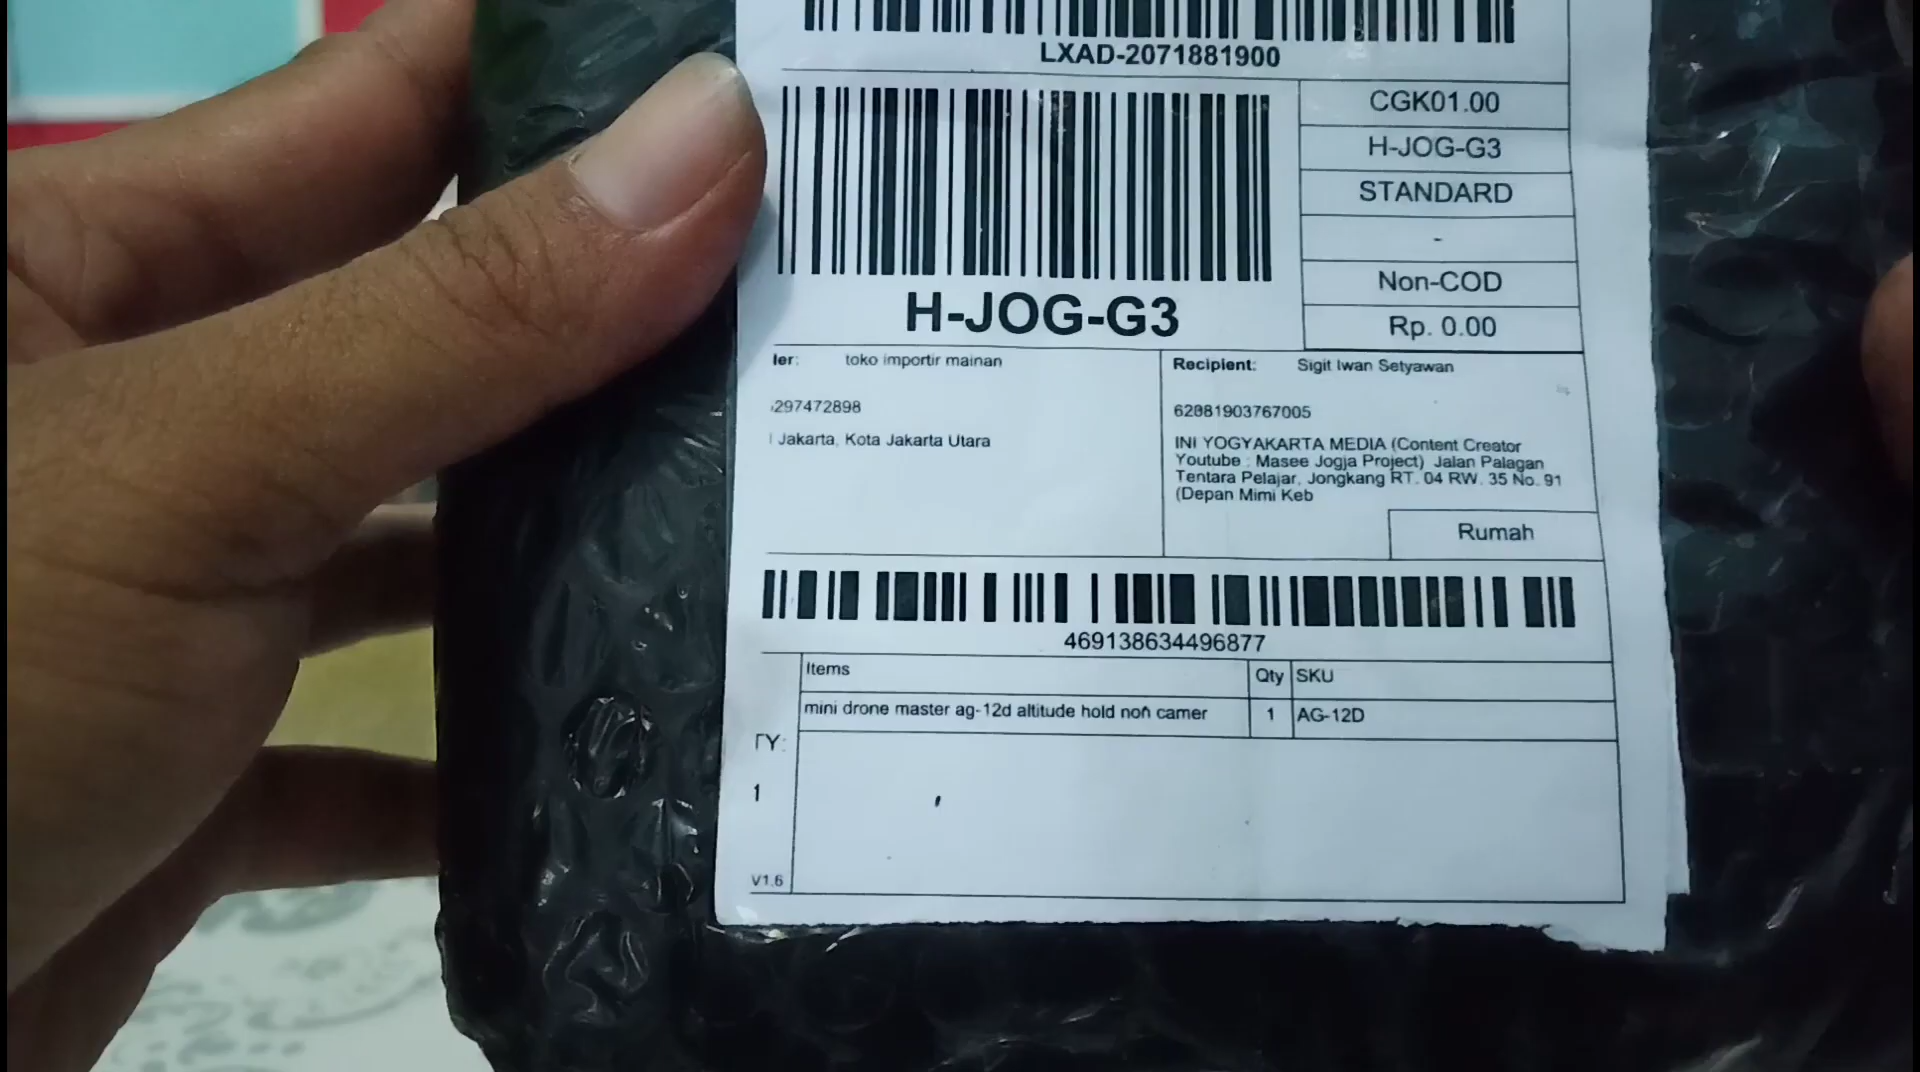 LXAD-2071881900
CGK01.00
H-JOG-G3
STANDARD
-
Non-COD
Rp. 0.00
H-JOG-G3
ler: toko importir mainan
297472898
Jakarta, Kota Jakarta Utara
Recipient: Sigit Iwan Setyawan
62881903767005
INI YOGYAKARTA MEDIA (Content Creator
Youtube : Masee Jogja Project) Jalan Palagan
Tentara Pelajar, Jongkang RT. 04 RW. 35 No. 91
(Depan Mimi Keb
Rumah
469138634496877
Items Qty SKU
mini drone master ag-12d altitude hold non camer 1 AG-12D
TY:
1
V1.6